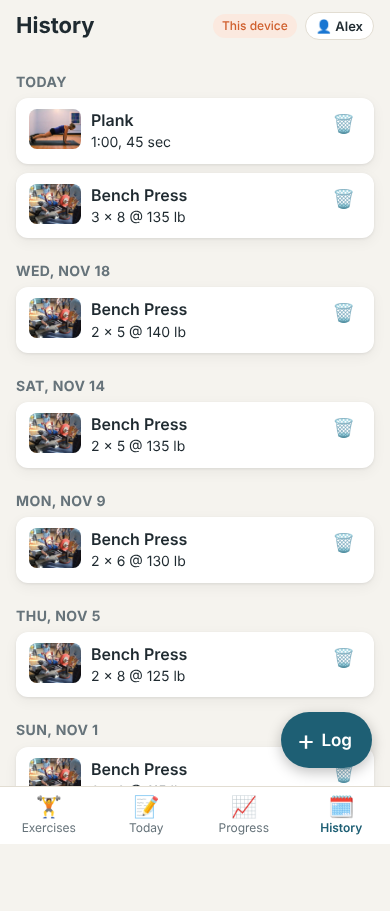 History
This device
Alex
TODAY
Plank
1:00, 45 sec
Bench Press
3 × 8 @ 135 lb
WED, NOV 18
Bench Press
2 × 5 @ 140 lb
SAT, NOV 14
Bench Press
2 × 5 @ 135 lb
MON, NOV 9
Bench Press
2 × 6 @ 130 lb
THU, NOV 5
Bench Press
2 × 8 @ 125 lb
SUN, NOV 1
+ Log
Bench Press
Exercises
Today
Progress
History